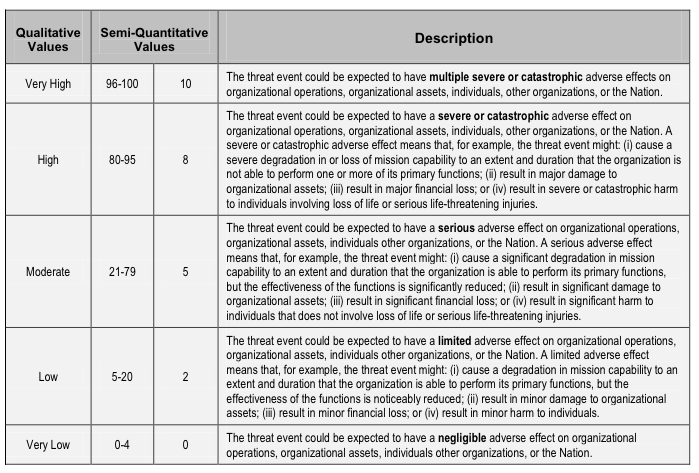 Qualitative Values
Semi-Quantitative Values
Description
Very High
96-100
10
The threat event could be expected to have multiple severe or catastrophic adverse effects on
organizational operations, organizational assets, individuals, other organizations, or the Nation.
High
80-95
8
The threat event could be expected to have a severe or catastrophic adverse effect on
organizational operations, organizational assets, individuals, other organizations, or the Nation. A
severe or catastrophic adverse effect means that, for example, the threat event might: (i) cause a
severe degradation in or loss of mission capability to an extent and duration that the organization is
not able to perform one or more of its primary functions; (ii) result in major damage to
organizational assets; (iii) result in major financial loss; or (iv) result in severe or catastrophic harm
to individuals involving loss of life or serious life-threatening injuries.
Moderate
21-79
5
The threat event could be expected to have a serious adverse effect on organizational operations,
organizational assets, individuals other organizations, or the Nation. A serious adverse effect
means that, for example, the threat event might: (i) cause a significant degradation in mission
capability to an extent and duration that the organization is able to perform its primary functions,
but the effectiveness of the functions is significantly reduced; (ii) result in significant damage to
organizational assets; (iii) result in significant financial loss; or (iv) result in significant harm to
individuals that does not involve loss of life or serious life-threatening injuries.
Low
5-20
2
The threat event could be expected to have a limited adverse effect on organizational operations,
organizational assets, individuals other organizations, or the Nation. A limited adverse effect
means that, for example, the threat event might: (i) cause a degradation in mission capability to an
extent and duration that the organization is able to perform its primary functions, but the
effectiveness of the functions is noticeably reduced; (ii) result in minor damage to organizational
assets; (iii) result in minor financial loss; or (iv) result in minor harm to individuals.
Very Low
0-4
0
The threat event could be expected to have a negligible adverse effect on organizational
operations, organizational assets, individuals other organizations, or the Nation.